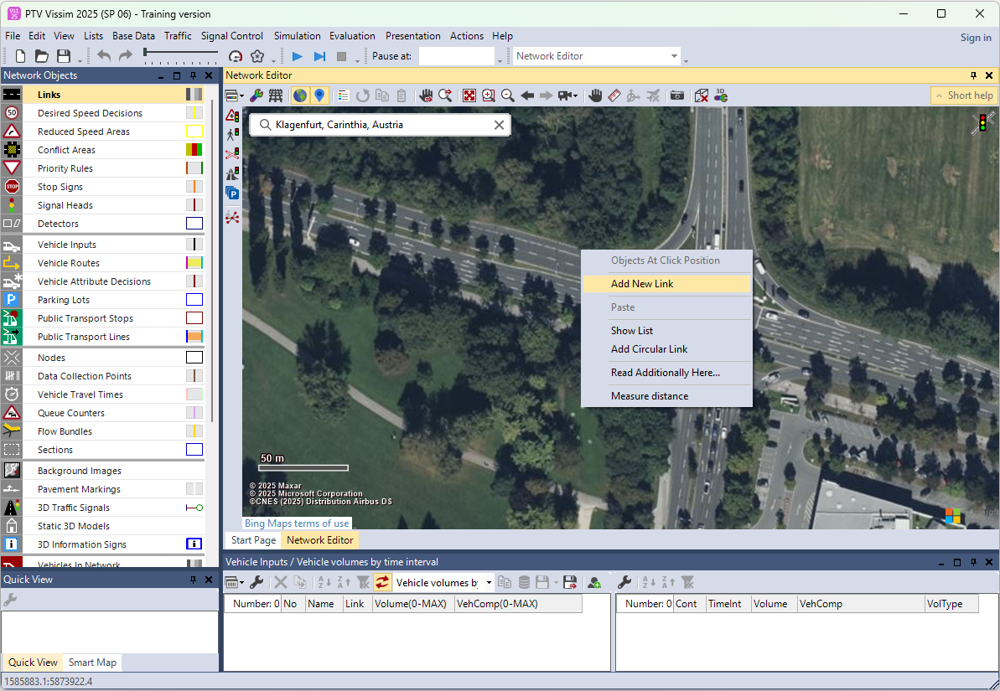 PTV Vissim 2025 (SP 06) - Training version
File Edit View Lists Base Data Traffic Signal Control Simulation Evaluation Presentation Actions Help
Sign in
Pause at: Network Editor
Network Objects
Links
50 Desired Speed Decisions
Reduced Speed Areas
Conflict Areas
Priority Rules
STOP Stop Signs
Signal Heads
Detectors
Vehicle Inputs
Vehicle Routes
Vehicle Attribute Decisions
P Parking Lots
Public Transport Stops
Public Transport Lines
Nodes
Data Collection Points
Vehicle Travel Times
Queue Counters
Flow Bundles
Sections
Background Images
Pavement Markings
3D Traffic Signals
Static 3D Models
i 3D Information Signs i
Vehicles In Network
Quick View
Quick View Smart Map
Network Editor
3D
Short help
Klagenfurt, Carinthia, Austria
P
Objects At Click Position
Add New Link
Paste
Show List
Add Circular Link
Read Additionally Here...
Measure distance
50 m
© 2025 Maxar
© 2025 Microsoft Corporation
©CNES (2025) Distribution Airbus DS
Bing Maps terms of use
Start Page Network Editor
Vehicle Inputs / Vehicle volumes by time interval
Vehicle volumes by
Number: 0 No Name Link Volume(0-MAX) VehComp(0-MAX)
Number: 0 Cont TimeInt Volume VehComp VolType
1585883.1:5873922.4